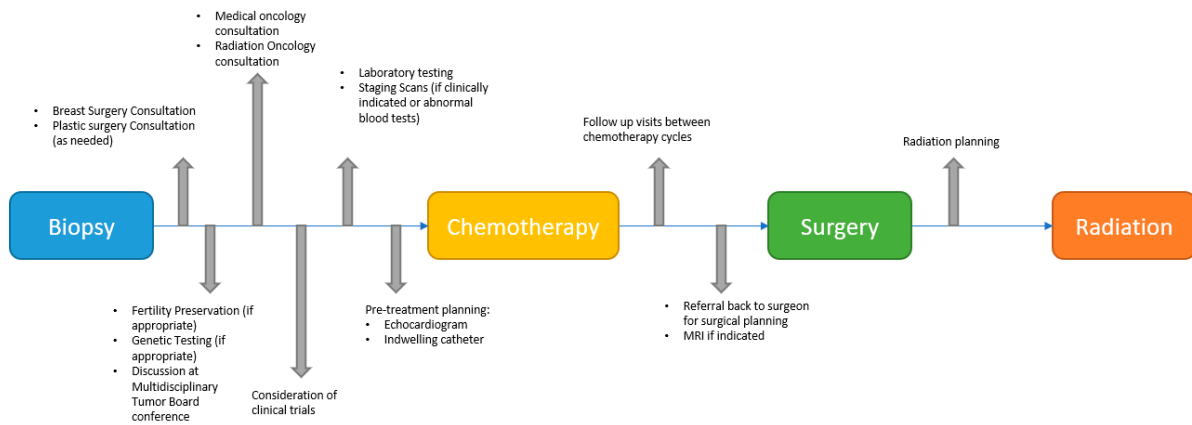 • Medical oncology
consultation
• Radiation Oncology
consultation
• Laboratory testing
• Staging Scans (if clinically
indicated or abnormal
blood tests)
• Breast Surgery Consultation
• Plastic surgery Consultation
(as needed)
Follow up visits between
chemotherapy cycles
Radiation planning
Biopsy
Chemotherapy
Surgery
Radiation
• Fertility Preservation (if
appropriate)
• Genetic Testing (if
appropriate)
• Discussion at
Multidisciplinary
Tumor Board
conference
Consideration of
clinical trials
Pre-treatment planning:
• Echocardiogram
• Indwelling catheter
• Referral back to surgeon
for surgical planning
• MRI if indicated